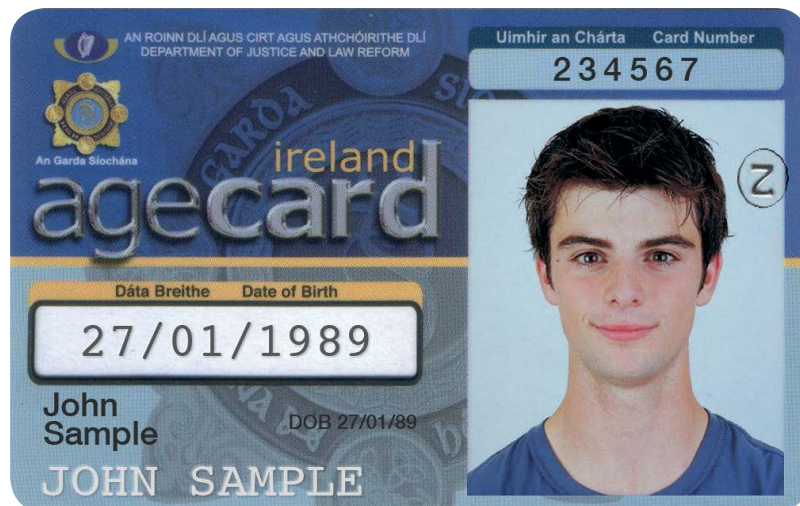 AN ROINN DLÍ AGUS CIRT AGUS ATHCHÓIRITHE DLÍ
DEPARTMENT OF JUSTICE AND LAW REFORM
An Garda Síochána
ireland
agecard
Uimhir an Chárta Card Number
234567
2
GARDA
Dáta Breithe Date of Birth
27/01/1989
John
Sample
DOB 27/01/89
JOHN SAMPLE